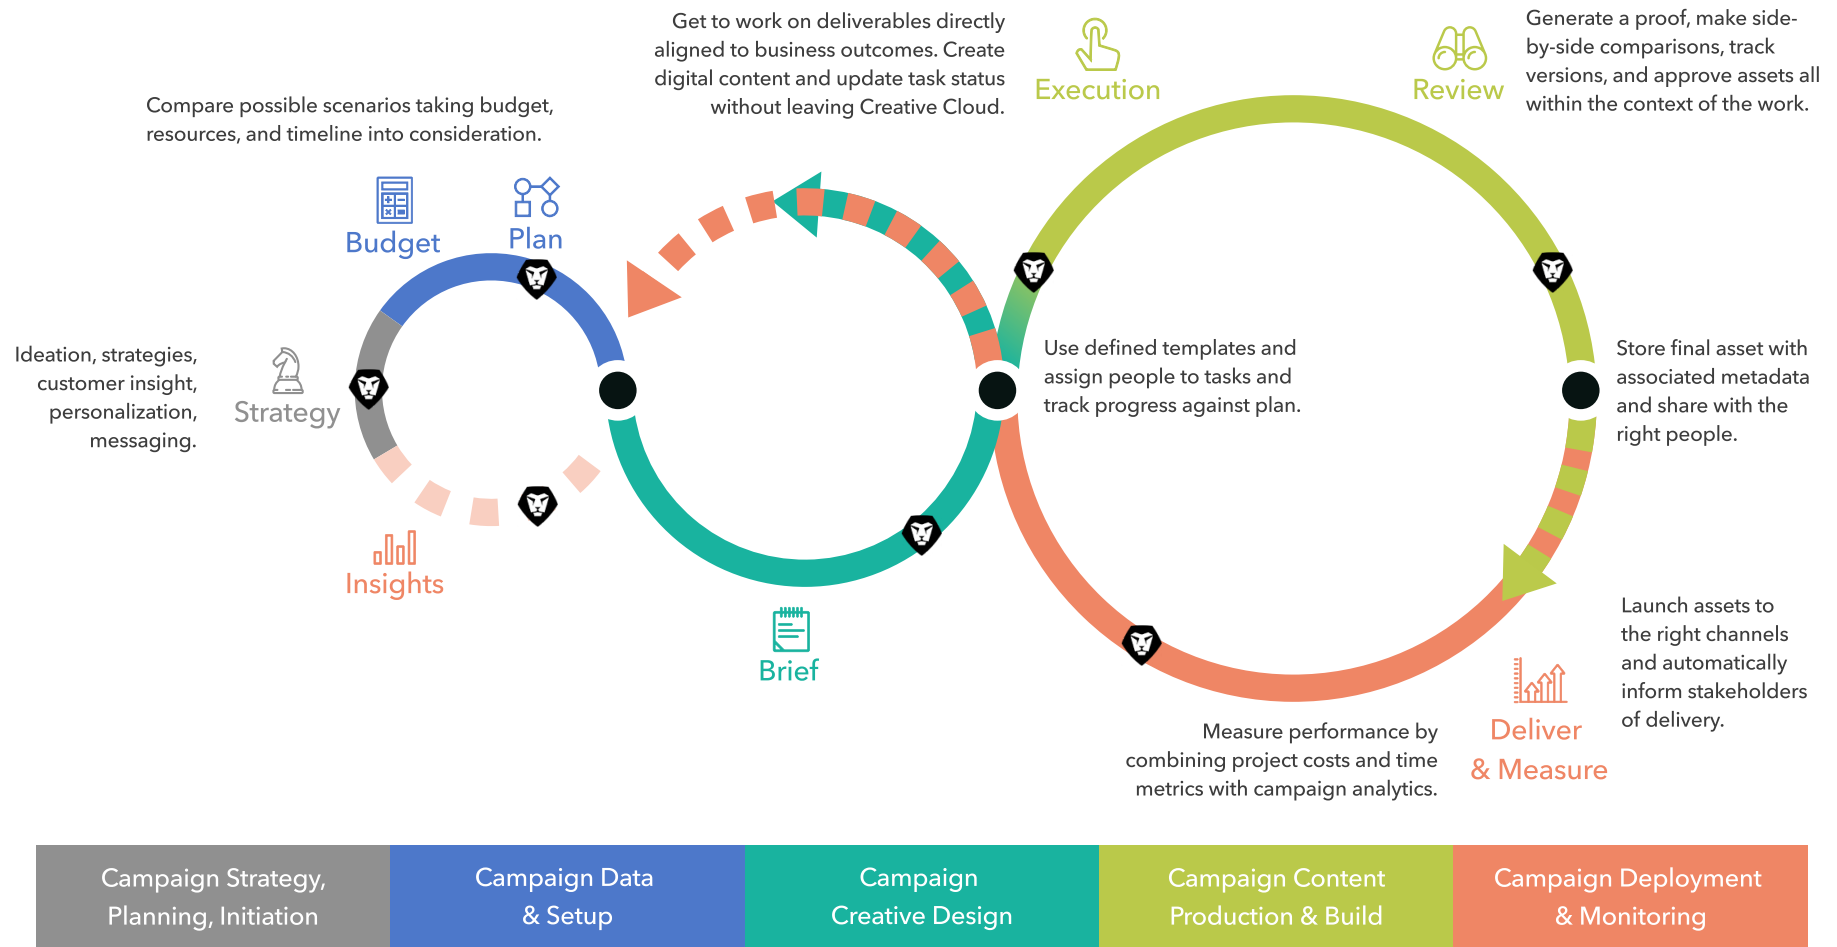 Get to work on deliverables directly
aligned to business outcomes. Create
digital content and update task status
without leaving Creative Cloud.
Execution
Review
Generate a proof, make side-
by-side comparisons, track
versions, and approve assets all
within the context of the work.
Compare possible scenarios taking budget,
resources, and timeline into consideration.
Budget
Plan
Ideation, strategies,
customer insight,
personalization,
messaging.
Strategy
Use defined templates and
assign people to tasks and
track progress against plan.
Store final asset with
associated metadata
and share with the
right people.
Insights
Brief
Launch assets to
the right channels
and automatically
inform stakeholders
of delivery.
Measure performance by
combining project costs and time
metrics with campaign analytics.
Deliver
& Measure
Campaign Strategy,
Planning, Initiation
Campaign Data
& Setup
Campaign
Creative Design
Campaign Content
Production & Build
Campaign Deployment
& Monitoring